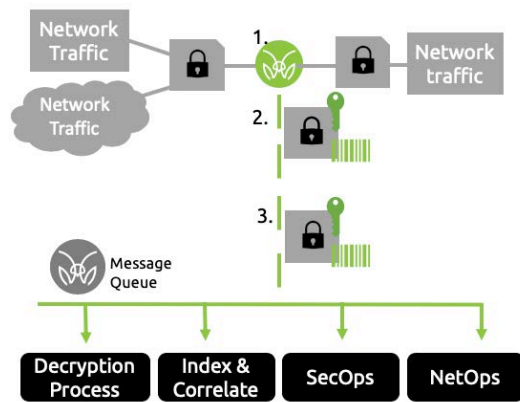 Network
Traffic
1.
Network
traffic
Network
Traffic
2.
3.
Message
Queue
Decryption
Process
Index &
Correlate
SecOps
NetOps